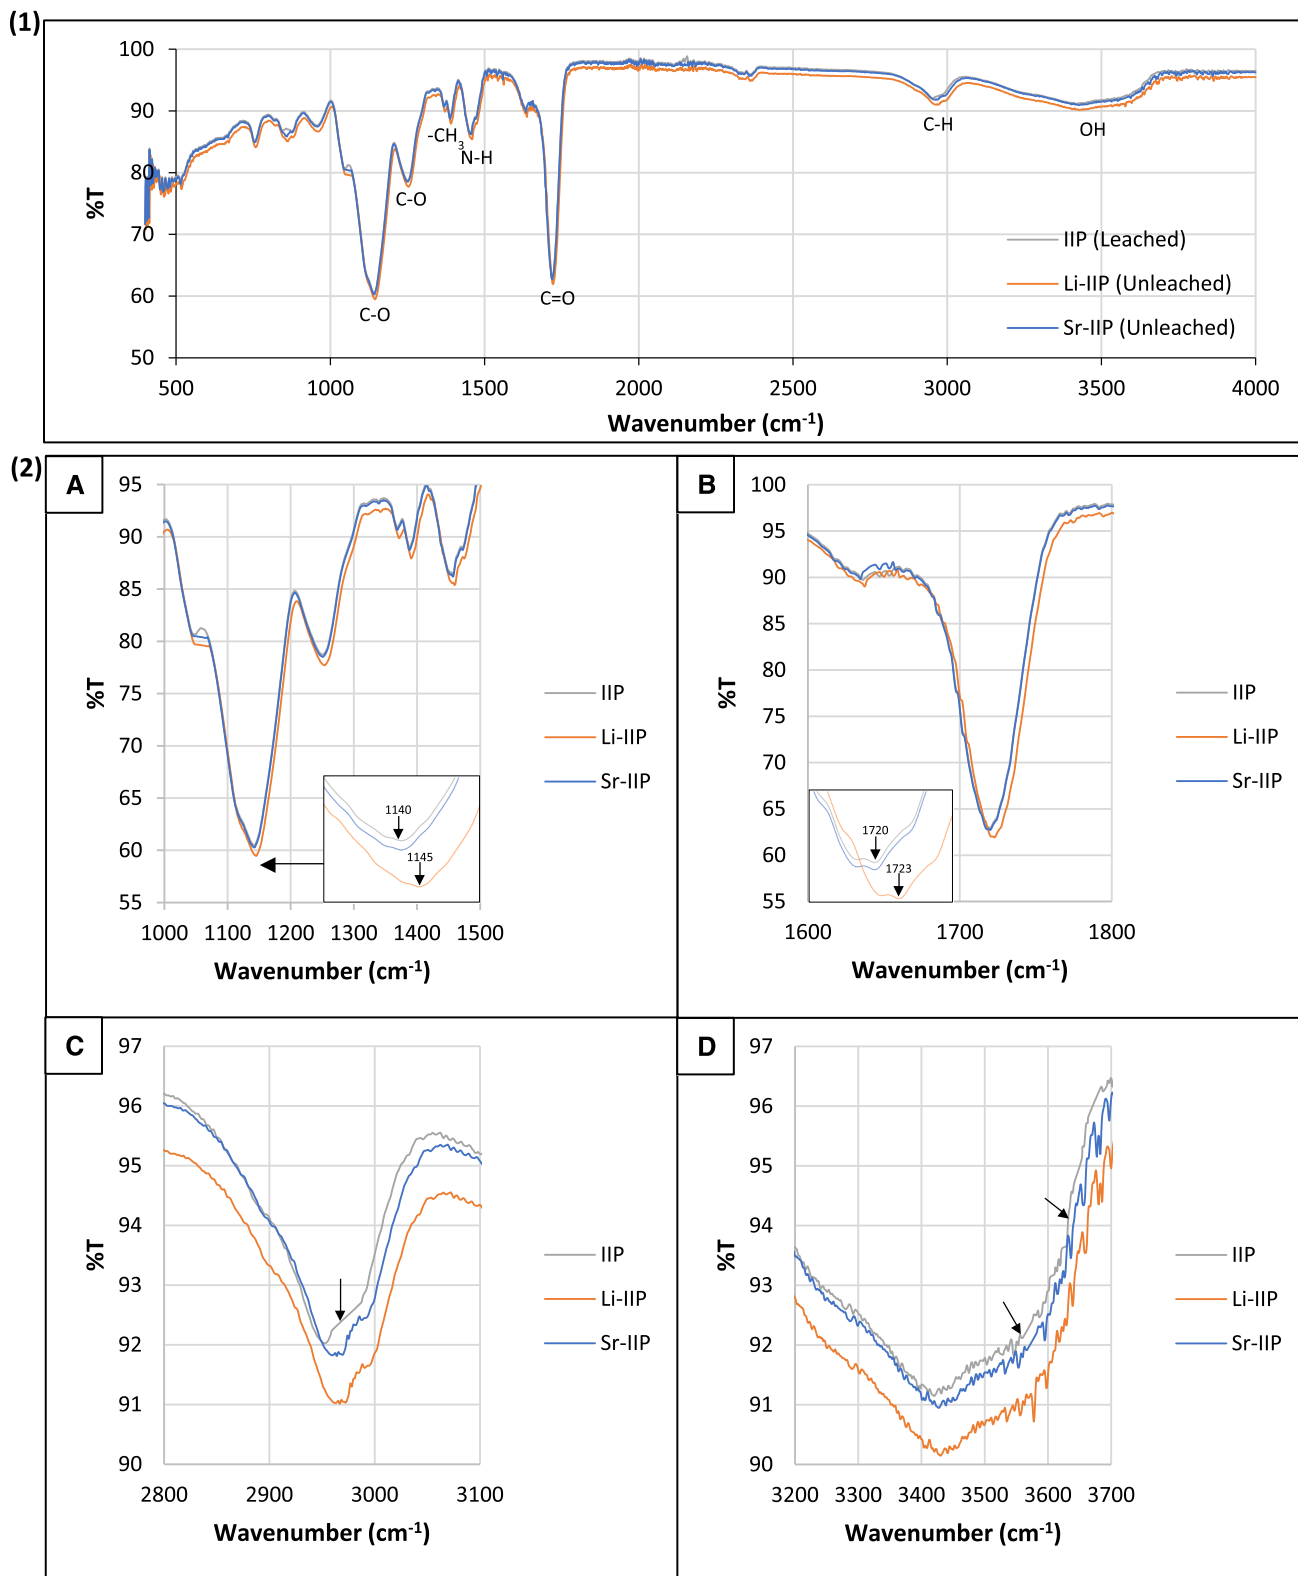 (1)
100
90
80
70
60
50
%T
-CH3
N-H
C-O
C-O
C=O
C-H
OH
IIP (Leached)
Li-IIP (Unleached)
Sr-IIP (Unleached)
500 1000 1500 2000 2500 3000 3500 4000
Wavenumber (cm-1)
(2)
A
95
90
85
80
75
70
65
60
55
%T
IIP
Li-IIP
Sr-IIP
1140
1145
1000 1100 1200 1300 1400 1500
Wavenumber (cm-1)
B
100
95
90
85
80
75
70
65
60
55
%T
IIP
Li-IIP
Sr-IIP
1720
1723
1600 1700 1800
Wavenumber (cm-1)
C
97
96
95
94
93
92
91
90
%T
IIP
Li-IIP
Sr-IIP
2800 2900 3000 3100
Wavenumber (cm-1)
D
97
96
95
94
93
92
91
90
%T
IIP
Li-IIP
Sr-IIP
3200 3300 3400 3500 3600 3700
Wavenumber (cm-1)